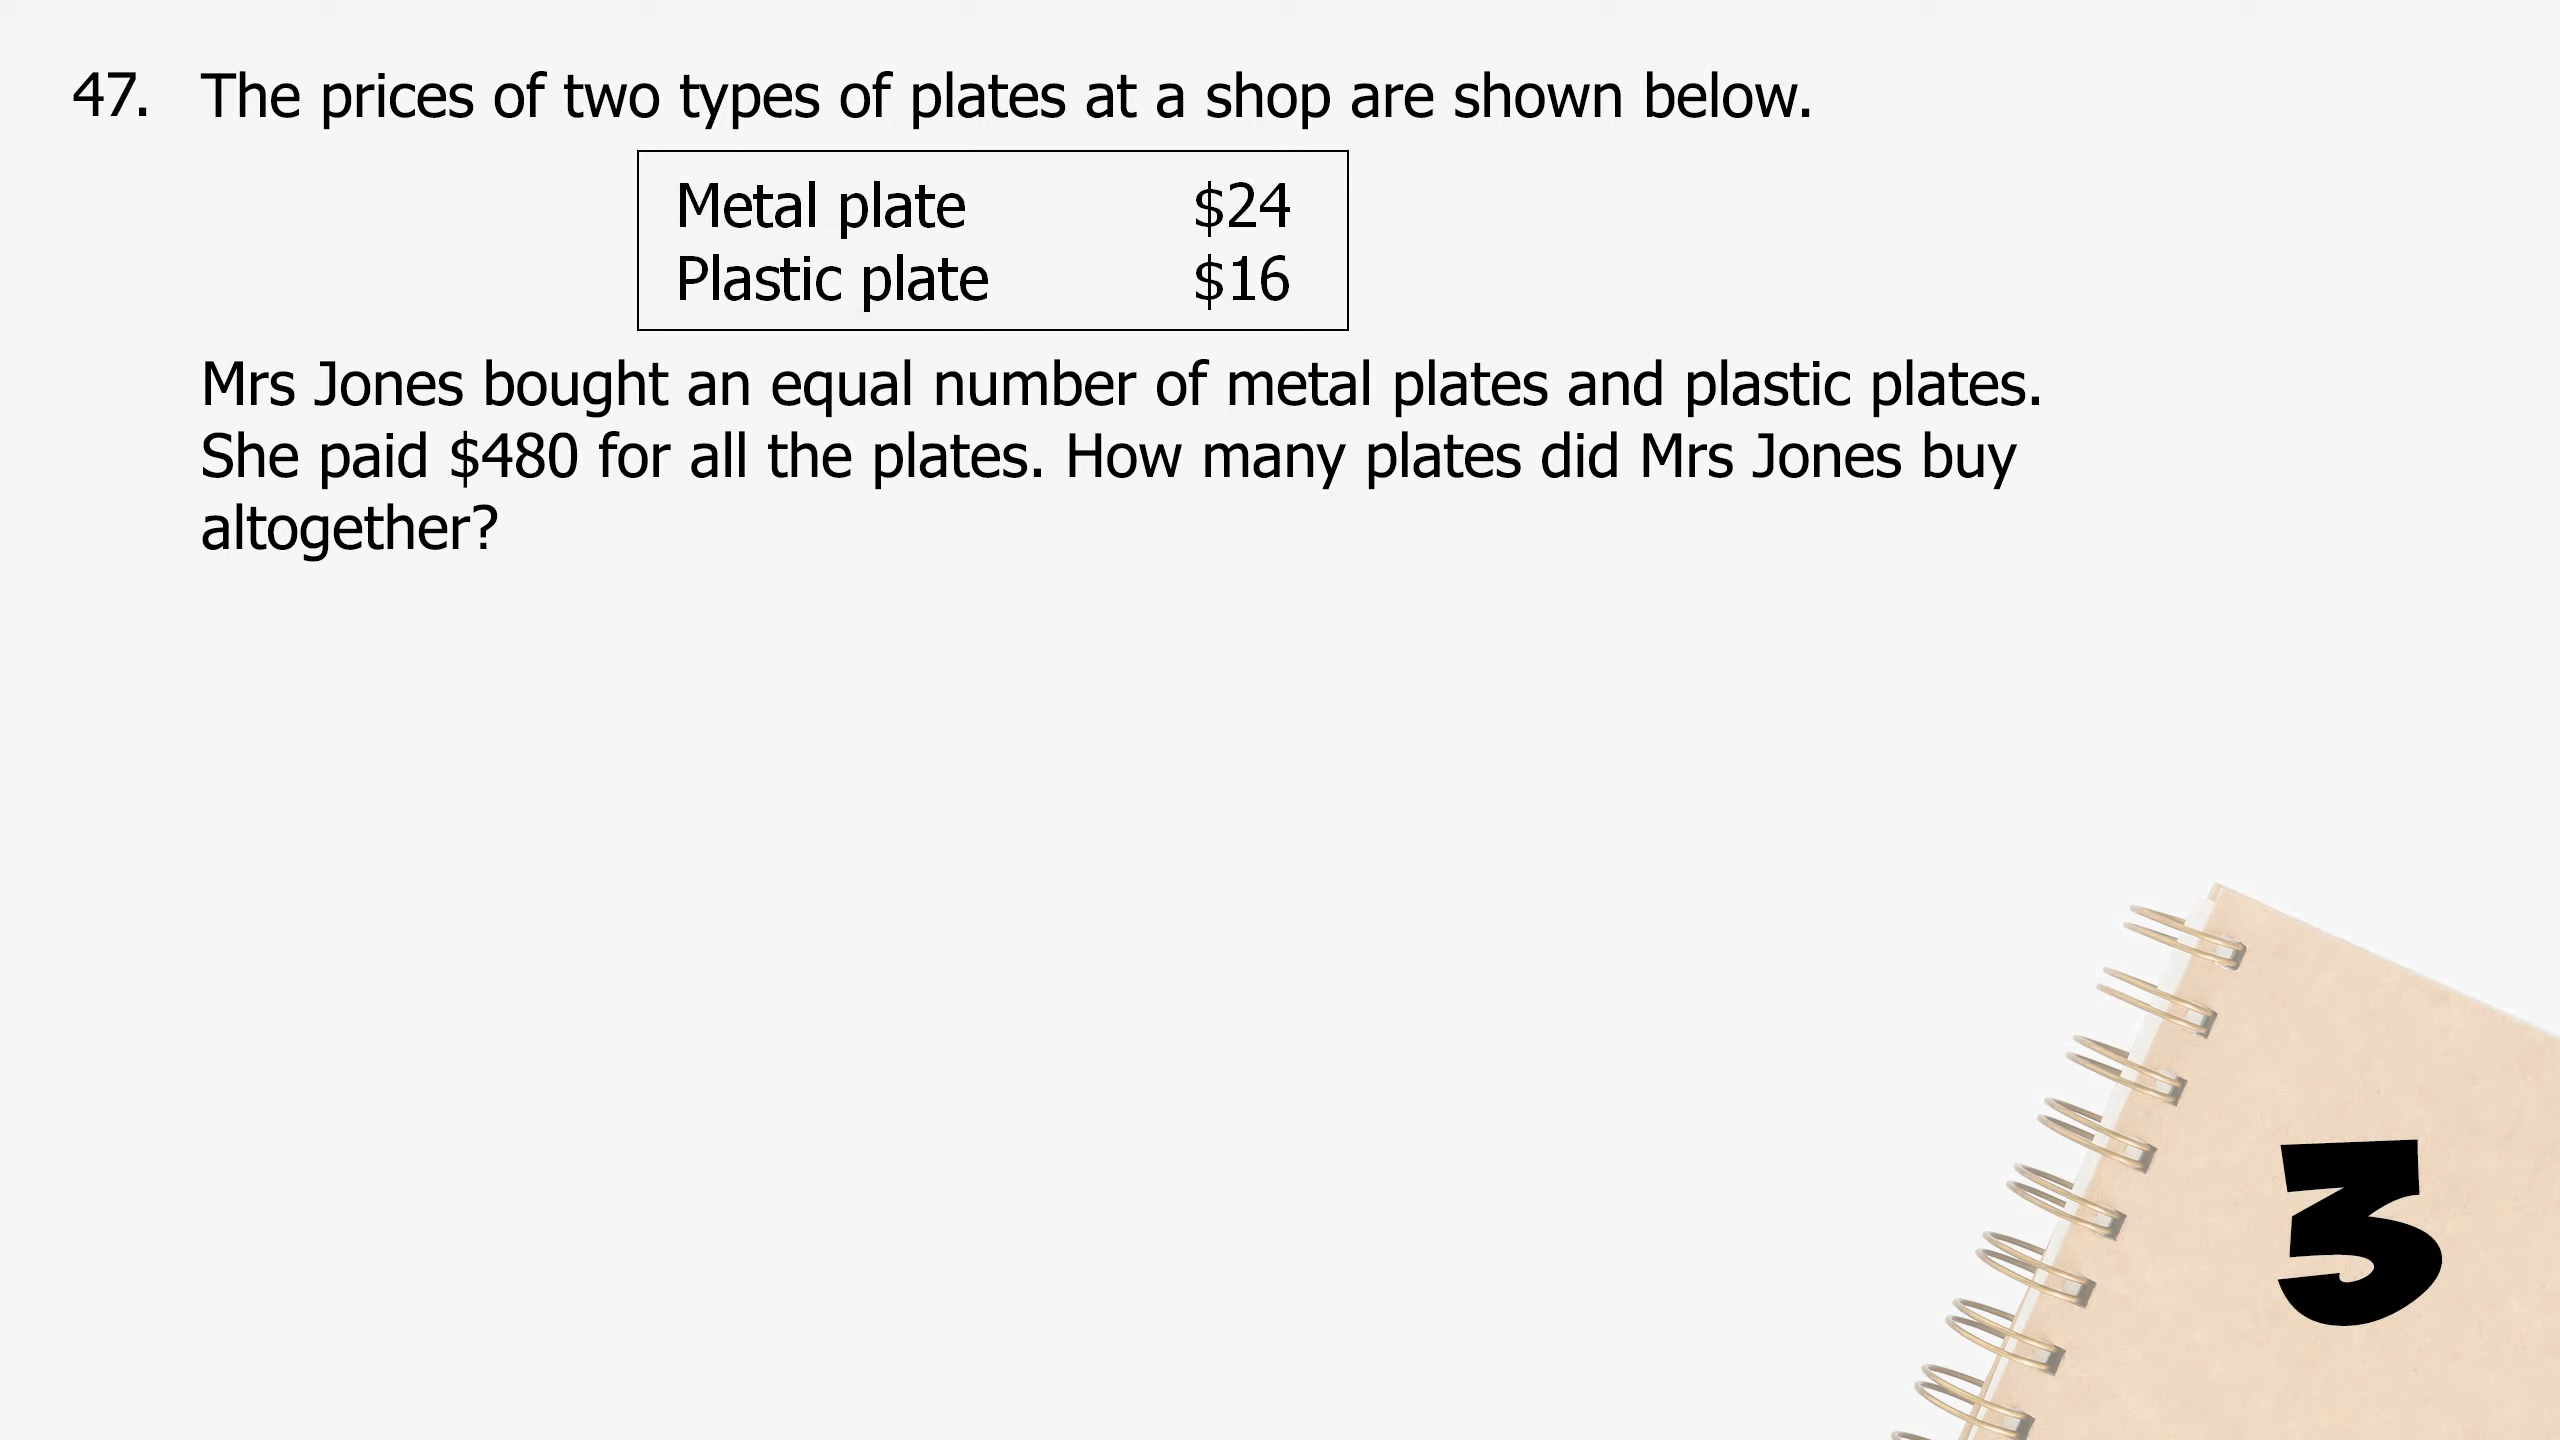 47. The prices of two types of plates at a shop are shown below.
Metal plate $24
Plastic plate $16
Mrs Jones bought an equal number of metal plates and plastic plates.
She paid $480 for all the plates. How many plates did Mrs Jones buy
altogether?
3